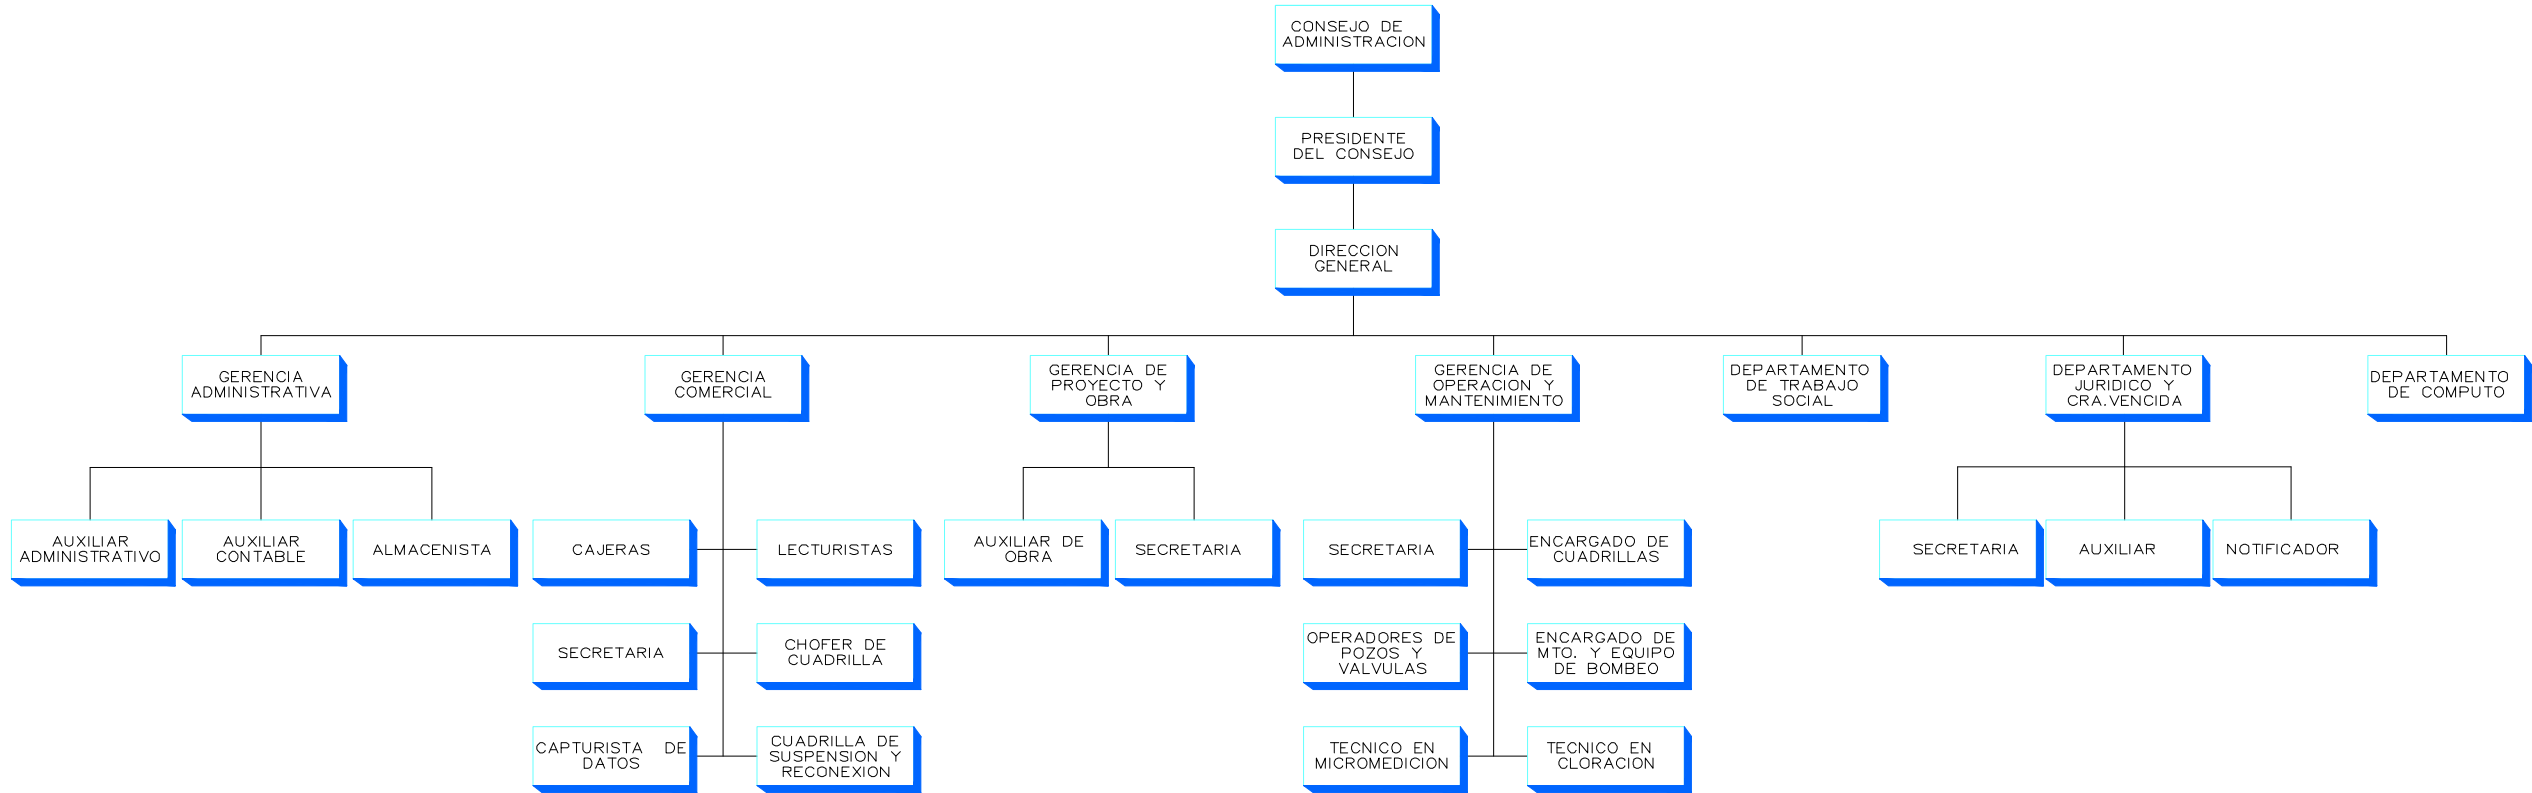 CONSEJO DE
ADMINISTRACION
PRESIDENTE
DEL CONSEJO
DIRECCION
GENERAL
GERENCIA
ADMINISTRATIVA
GERENCIA
COMERCIAL
GERENCIA DE
PROYECTO Y
OBRA
GERENCIA DE
OPERACION Y
MANTENIMIENTO
DEPARTAMENTO
DE TRABAJO
SOCIAL
DEPARTAMENTO
JURIDICO Y
CRA.VENCIDA
DEPARTAMENTO
DE COMPUTO
AUXILIAR
ADMINISTRATIVO
AUXILIAR
CONTABLE
ALMACENISTA
CAJERAS
LECTURISTAS
AUXILIAR DE
OBRA
SECRETARIA
SECRETARIA
ENCARGADO DE
CUADRILLAS
SECRETARIA
AUXILIAR
NOTIFICADOR
SECRETARIA
CHOFER DE
CUADRILLA
OPERADORES DE
POZOS Y
VALVULAS
ENCARGADO DE
MTO. Y EQUIPO
DE BOMBEO
CAPTURISTA DE
DATOS
CUADRILLA DE
SUSPENSION Y
RECONEXION
TECNICO EN
MICROMEDICION
TECNICO EN
CLORACION